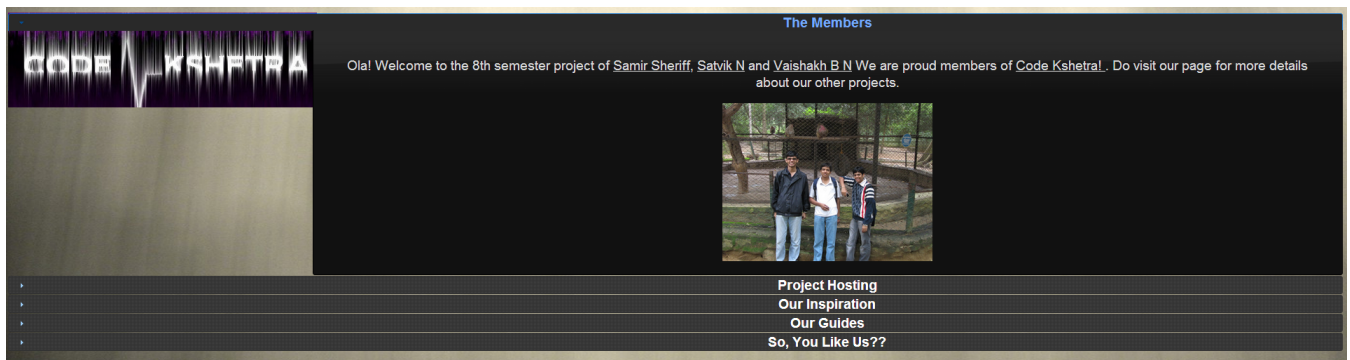 The Members
CODE KSHETRA
Ola! Welcome to the 8th semester project of Samir Sheriff, Satvik N and Vaishakh B N We are proud members of Code Kshetra! . Do visit our page for more details
about our other projects.
Project Hosting
Our Inspiration
Our Guides
So, You Like Us??